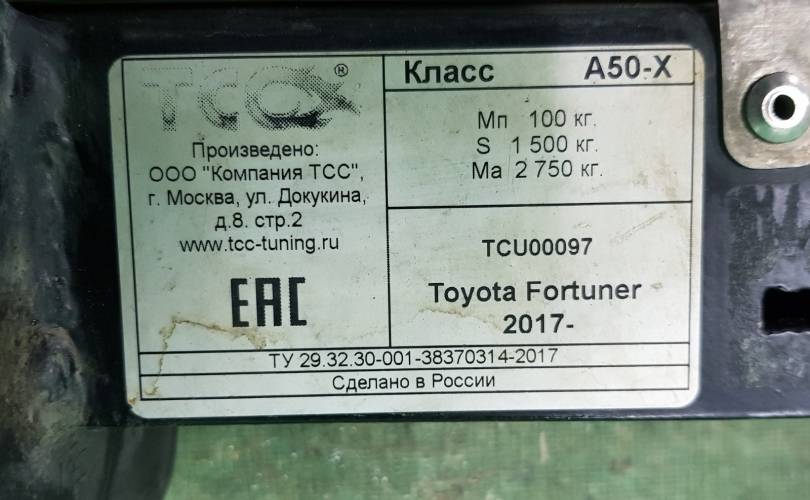 ТСС
®
Произведено:
ООО "Компания ТСС",
г. Москва, ул. Докукина,
д.8. стр.2
www.tcc-tuning.ru
EAC
Класс A50-X
Мп 100 кг.
S 1 500 кг.
Ма 2 750 кг.
TCU00097
Toyota Fortuner
2017-
ТУ 29.32.30-001-38370314-2017
Сделано в России